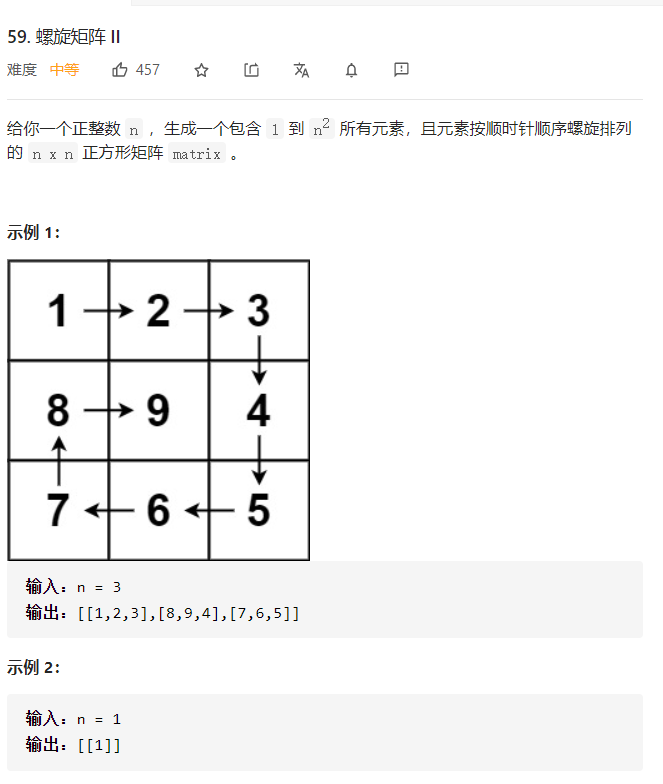 59. 螺旋矩阵 II
难度 中等 457
给你一个正整数 n ，生成一个包含 1 到 n² 所有元素，且元素按顺时针顺序螺旋排列
的 n x n 正方形矩阵 matrix 。
示例 1：
1 2 3
8 9 4
7 6 5
输入：n = 3
输出：[[1,2,3],[8,9,4],[7,6,5]]
示例 2：
输入：n = 1
输出：[[1]]